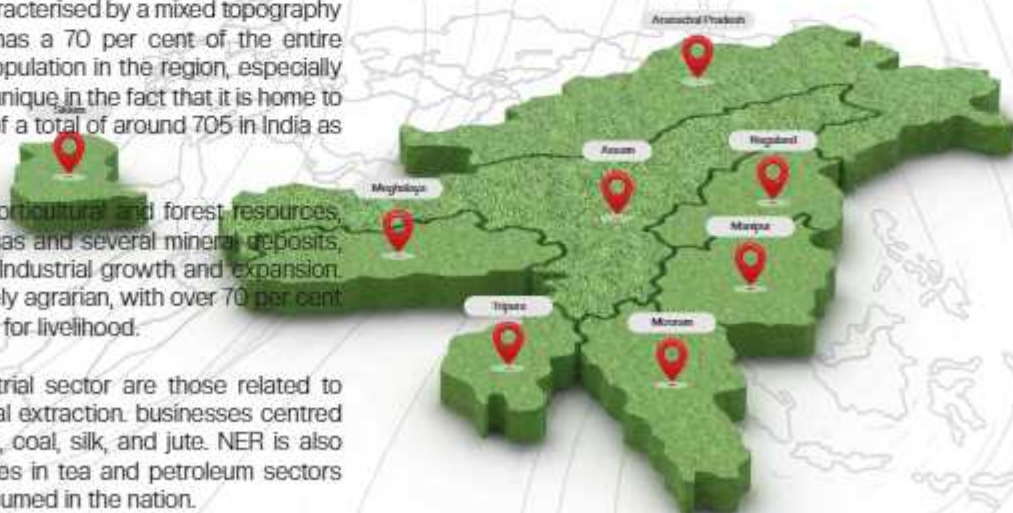 aracterised by a mixed topography
has a 70 per cent of the entire
opulation in the region, especially
unique in the fact that it is home to
f a total of around 705 in India as
Sikkim
orticultural and forest resources,
as and several mineral deposits,
Industrial growth and expansion.
ly agrarian, with over 70 per cent
for livelihood.
trial sector are those related to
al extraction. businesses centred
, coal, silk, and jute. NER is also
es in tea and petroleum sectors
sumed in the nation.
Arunachal Pradesh
Assam
Nagaland
Meghalaya
Manipur
Tripura
Mizoram